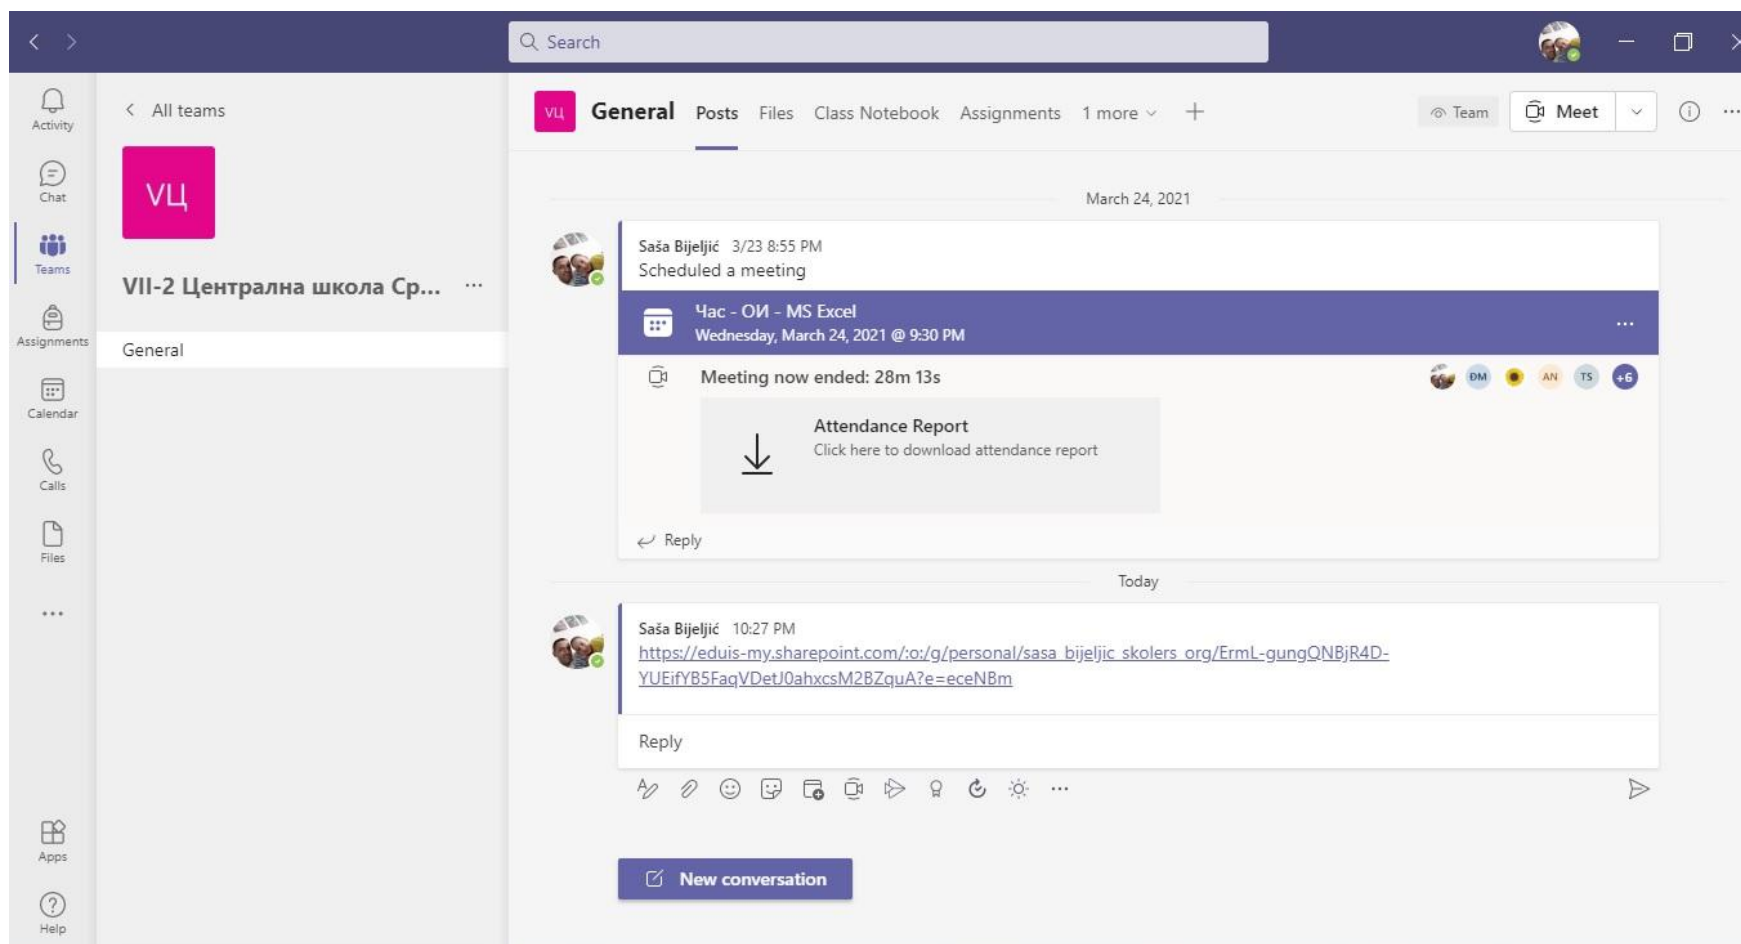 Search
Activity
Chat
Teams
Assignments
Calendar
Calls
Files
Apps
Help
All teams
VЦ
VII-2 Централна школа Ср...
General
VЦ General Posts Files Class Notebook Assignments 1 more Team Meet
March 24, 2021
Saša Bijeljić 3/23 8:55 PM
Scheduled a meeting
Час - ОИ - MS Excel
Wednesday, March 24, 2021 @ 9:30 PM
Meeting now ended: 28m 13s ĐM AN TS +6
Attendance Report
Click here to download attendance report
Reply
Today
Saša Bijeljić 10:27 PM
https://eduis-my.sharepoint.com/:o:/g/personal/sasa_bijeljic_skolers_org/ErmL-gungQNBjR4D-
YUEifYB5FaqVDetJ0ahxcsM2BZquA?e=eceNBm
Reply
New conversation